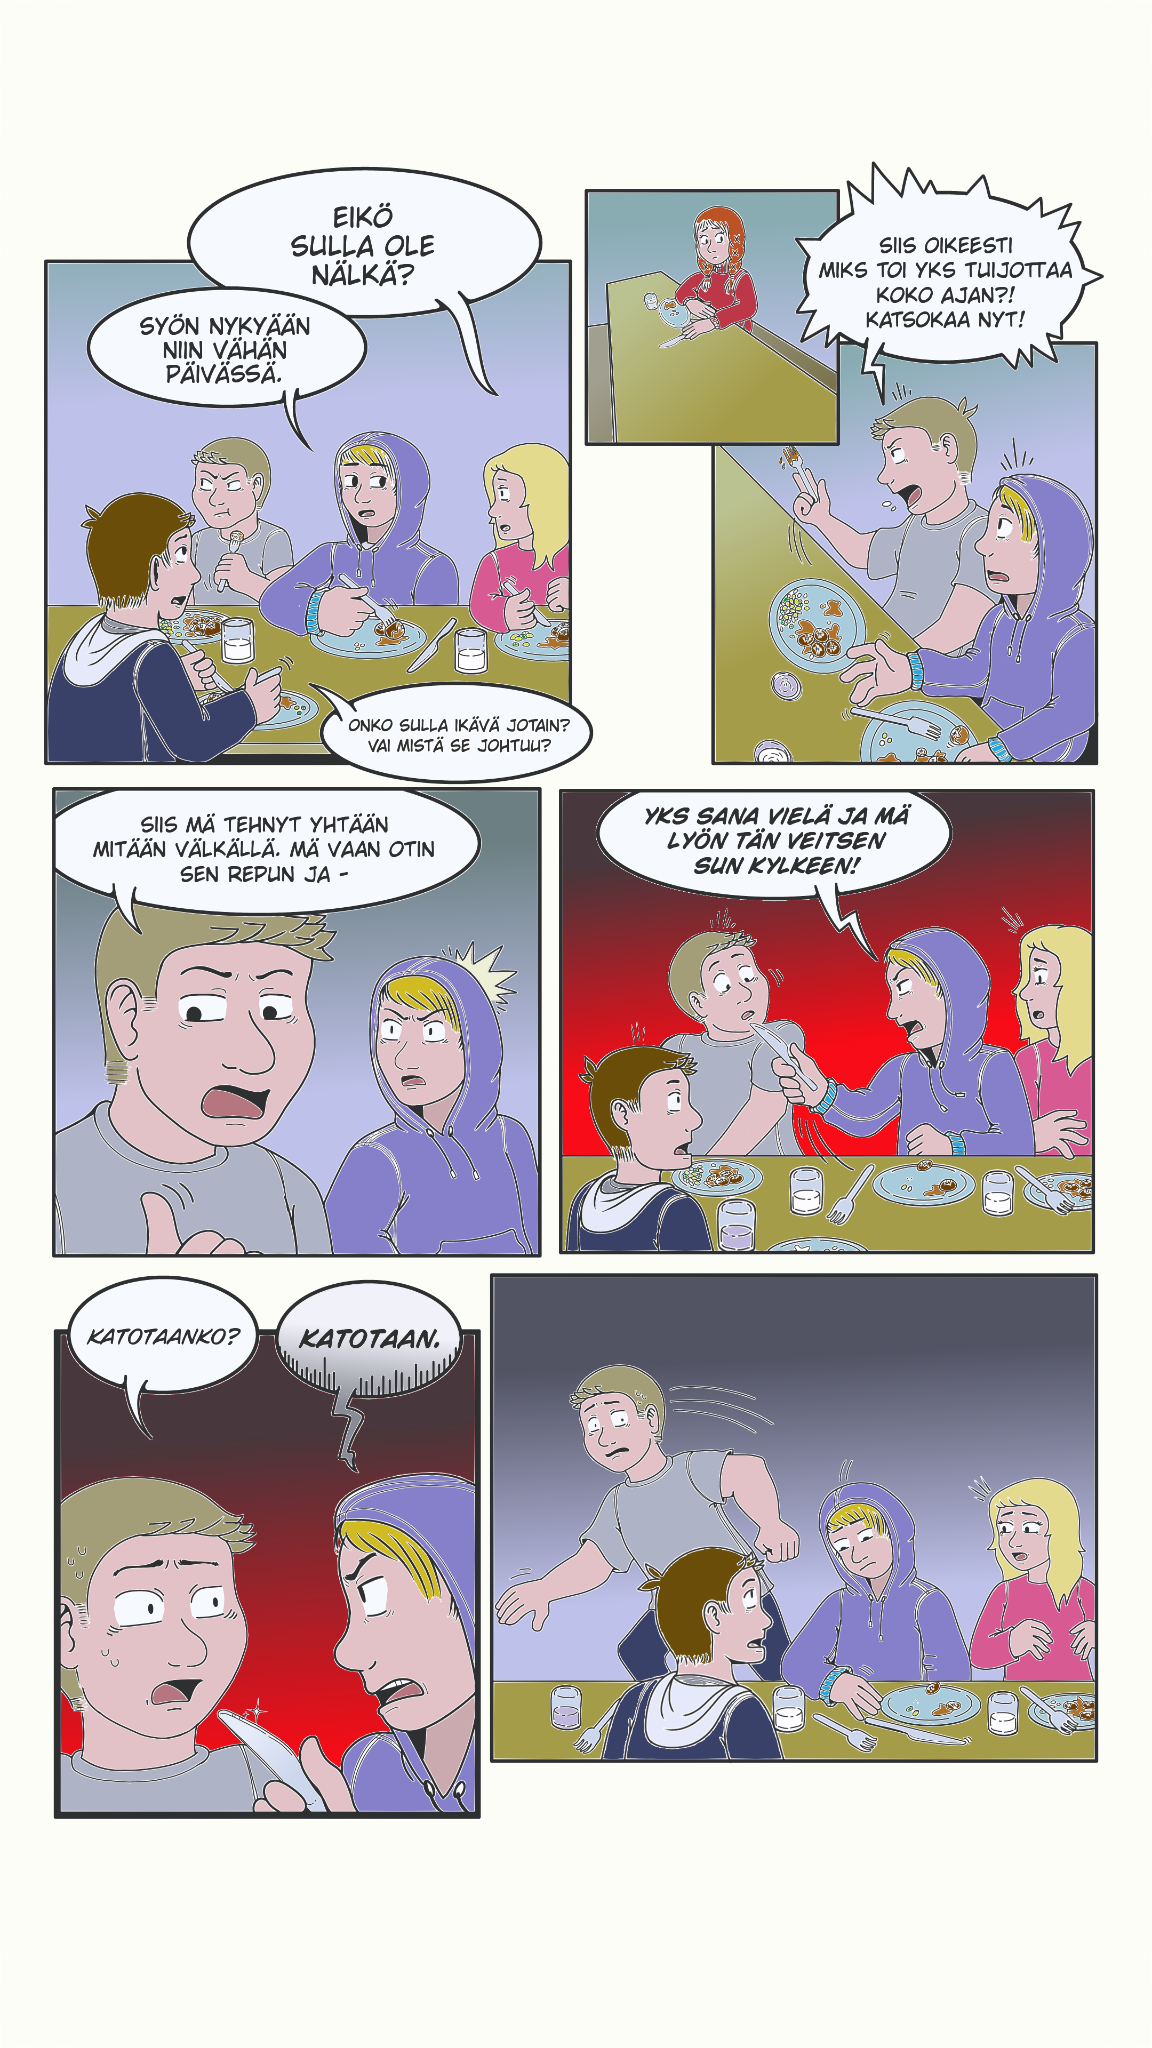 EIKÖ
SULLA OLE
NÄLKÄ?
SYÖN NYKYÄÄN
NIIN VÄHÄN
PÄIVÄSSÄ.
ONKO SULLA IKÄVÄ JOTAIN?
VAI MISTÄ SE JOHTUU?
SIIS OIKEESTI
MIKS TOI YKS TUIJOTTAA
KOKO AJAN?!
KATSOKAA NYT!
SIIS MÄ TEHNYT YHTÄÄN
MITÄÄN VÄLKÄLLÄ. MÄ VAAN OTIN
SEN REPUN JA -
YKS SANA VIELÄ JA MÄ
LYÖN TÄN VEITSEN
SUN KYLKEEN!
KATOTAANKO?
KATOTAAN.